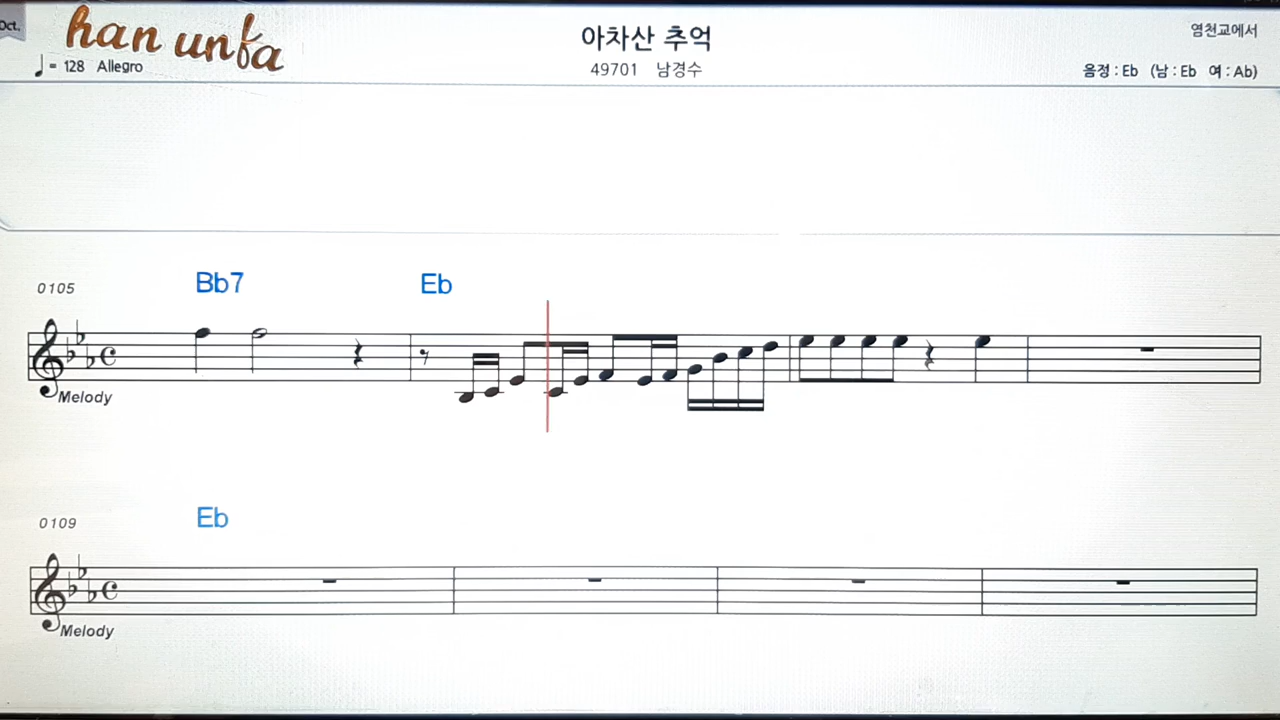 Oct.
han unfa
♩ = 128 Allegro
아차산 추억
49701 남경수
영천교에서
음정 : Eb (남 : Eb 여 : Ab)
0105
Bb7 Eb
Melody
0109
Eb
Melody